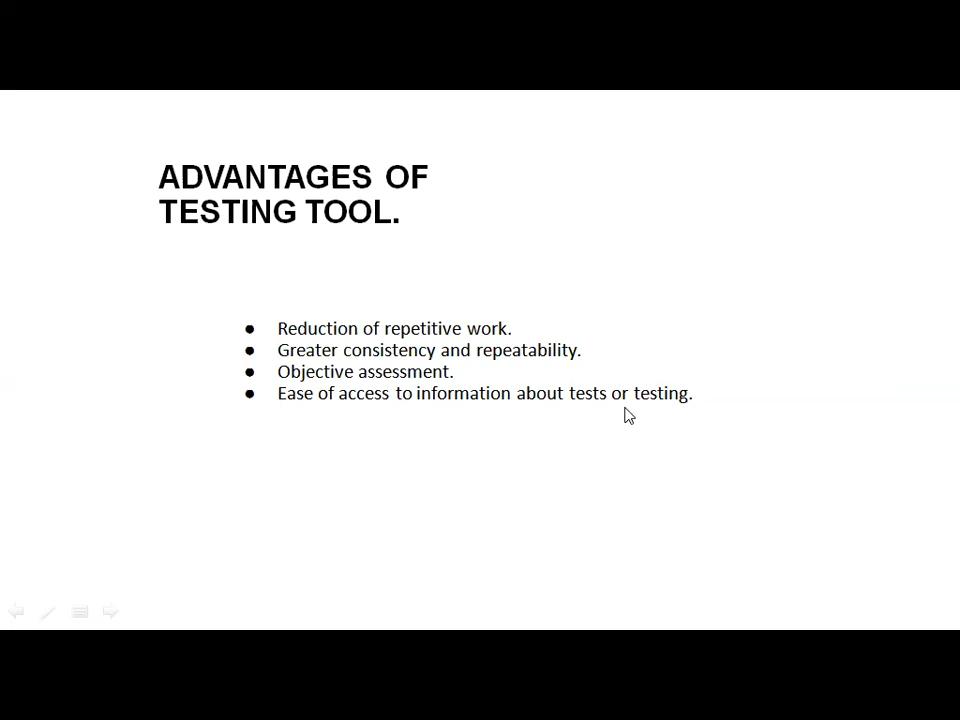 ADVANTAGES OF
TESTING TOOL.
● Reduction of repetitive work.
● Greater consistency and repeatability.
● Objective assessment.
● Ease of access to information about tests or testing.